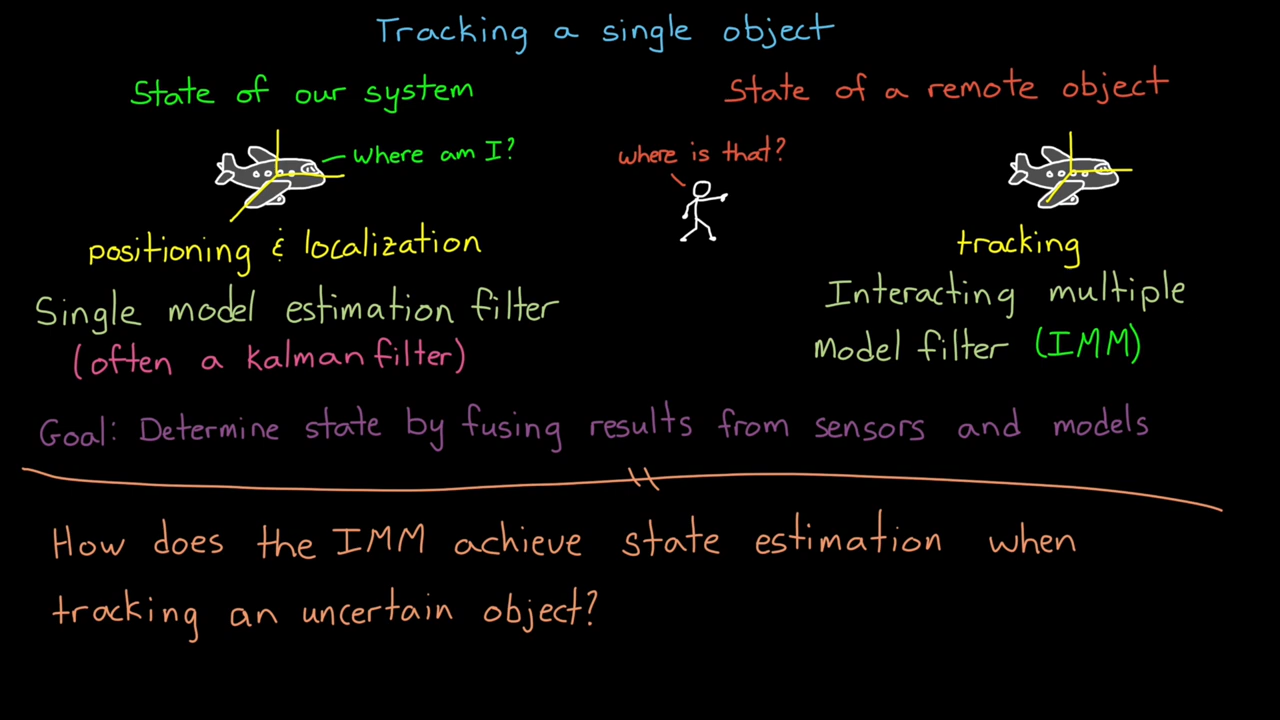 Tracking a single object
State of our system
State of a remote object
where am I?
where is that?
positioning & localization
tracking
Single model estimation filter
(often a kalman filter)
Interacting multiple
model filter (IMM)
Goal: Determine state by fusing results from sensors and models
How does the IMM achieve state estimation when
tracking an uncertain object?